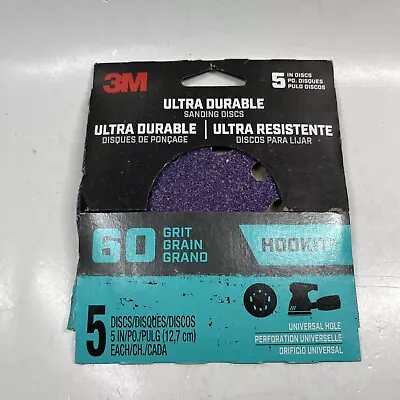 3M
5 IN DISCS
PO. DISQUES
PULG DISCOS
ULTRA DURABLE
SANDING DISCS
ULTRA DURABLE | ULTRA RESISTENTE
DISQUES DE PONÇAGE
DISCOS PARA LIJAR
60 GRIT
GRAIN
GRAND
HOOKIT
5 DISCS/DISQUES/DISCOS
5 IN/PO./PULG (12,7 cm)
EACH/CH./CADA
UNIVERSAL HOLE
PERFORATION UNIVERSELLE
ORIFICIO UNIVERSAL